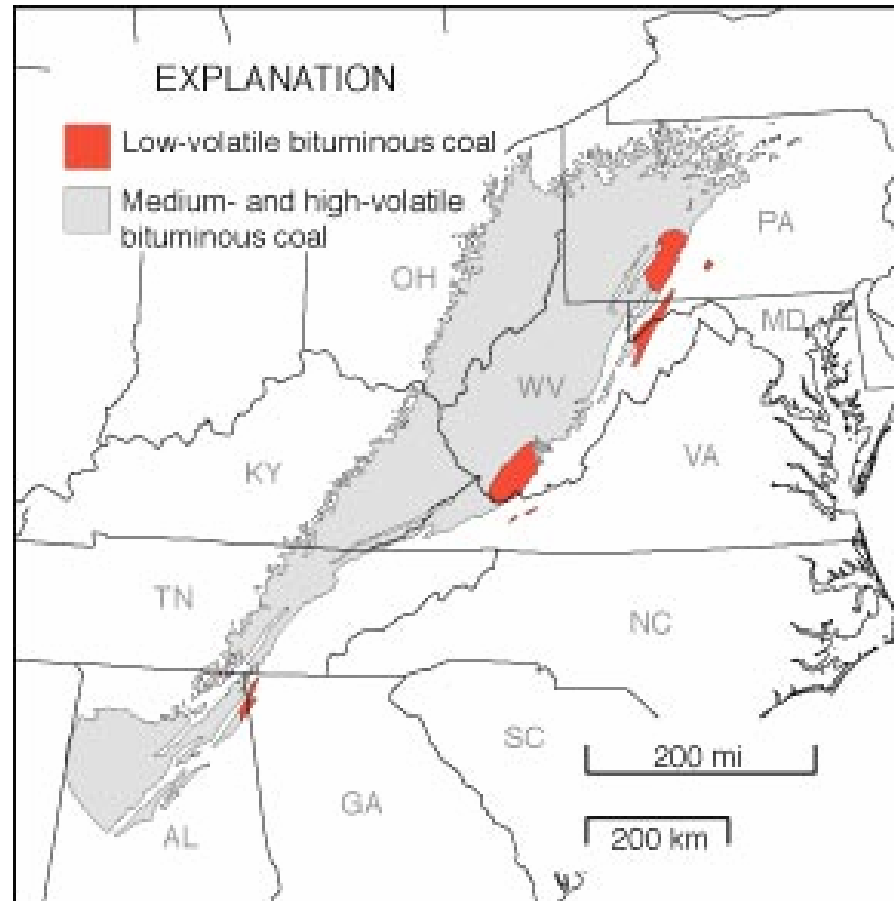 EXPLANATION
Low-volatile bituminous coal
Medium- and high-volatile
bituminous coal
PA
OH
MD
WV
VA
KY
TN
NC
SC
200 mi
GA
AL
200 km